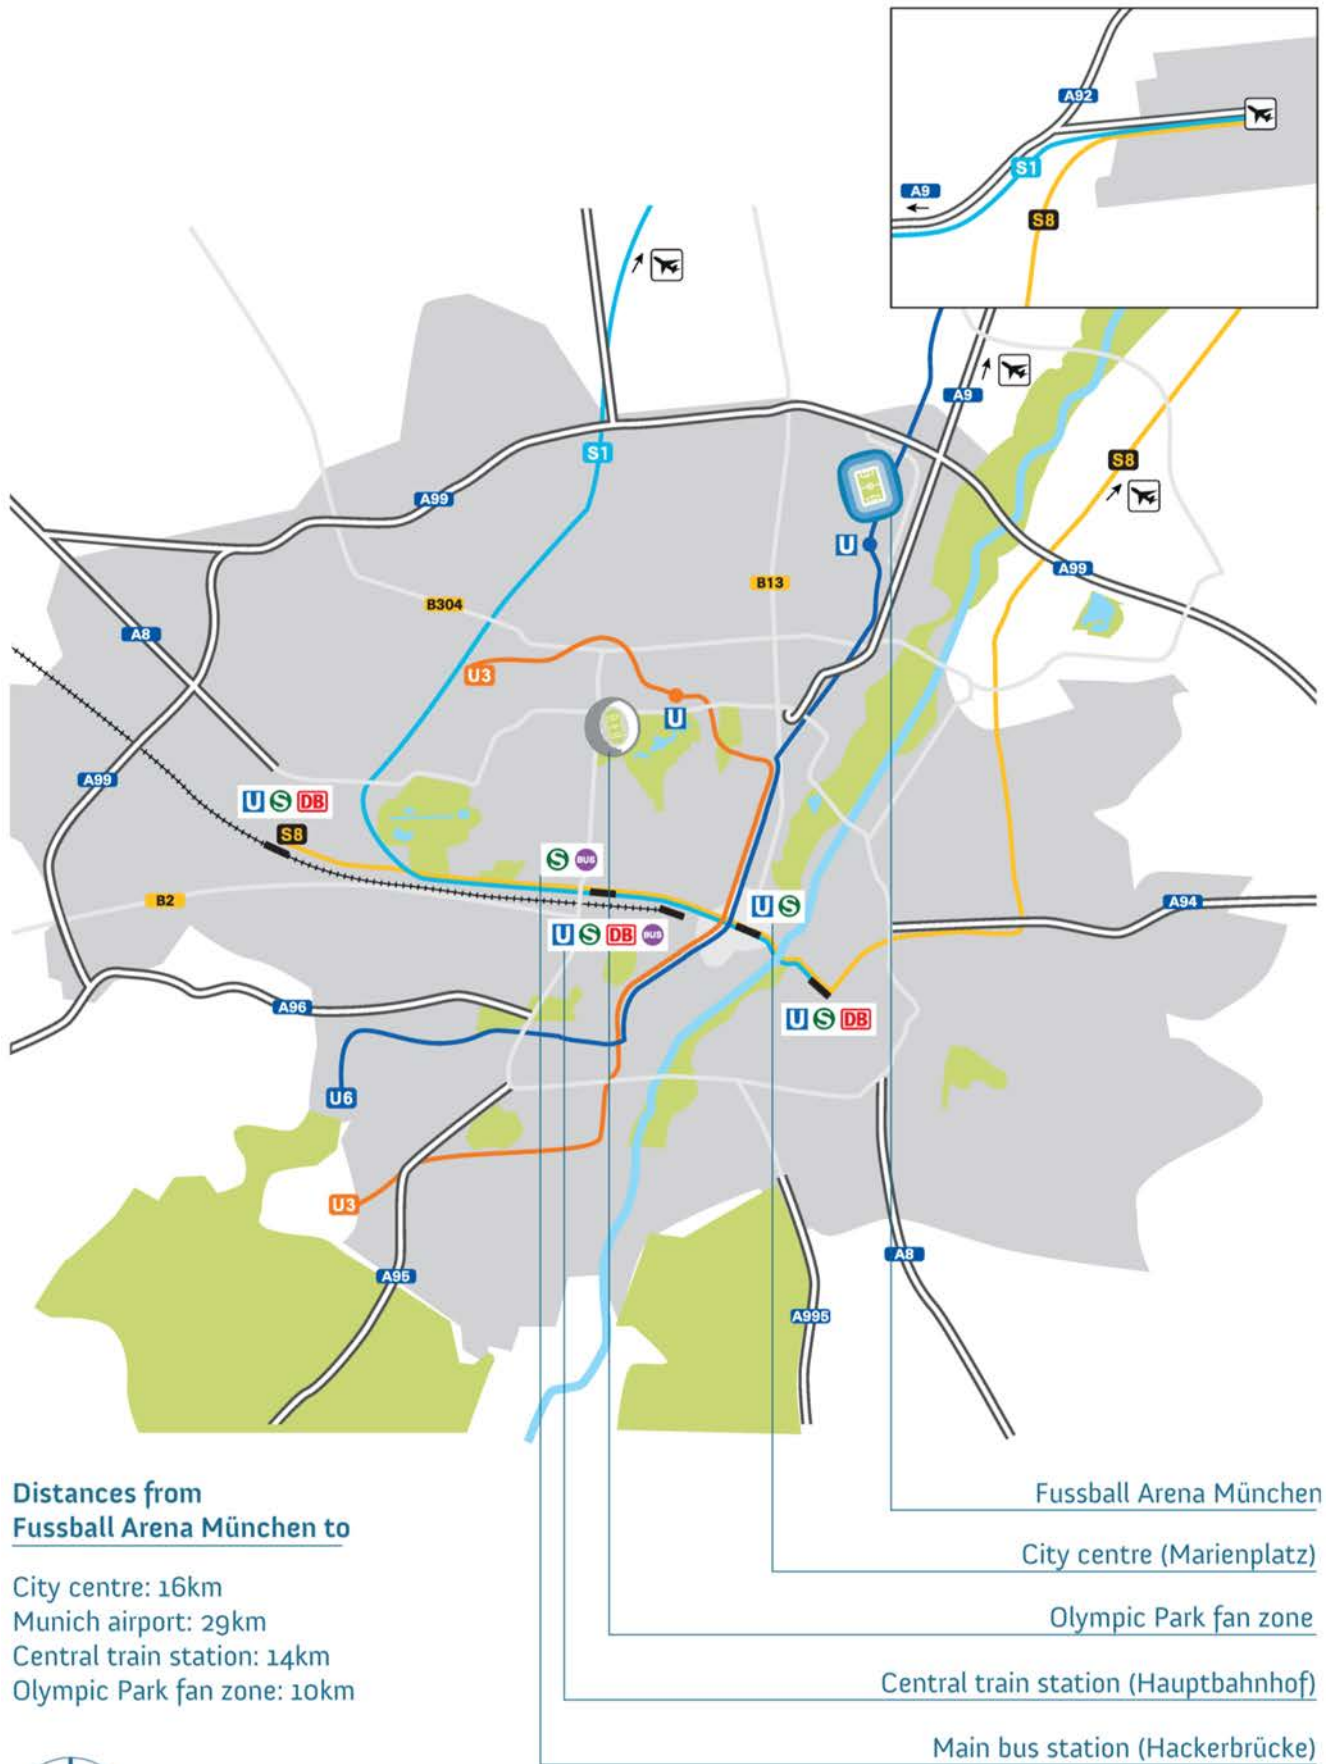 A92
S1
A9
S8
A9
S1
S8
A99
U
A99
B13
B304
A8
U3
U
A99
U S DB
S8
S BUS
B2
U S
A94
U S DB BUS
A96
U S DB
U6
U3
A8
A95
A995
Distances from
Fussball Arena München to
City centre: 16km
Munich airport: 29km
Central train station: 14km
Olympic Park fan zone: 10km
Fussball Arena München
City centre (Marienplatz)
Olympic Park fan zone
Central train station (Hauptbahnhof)
Main bus station (Hackerbrücke)